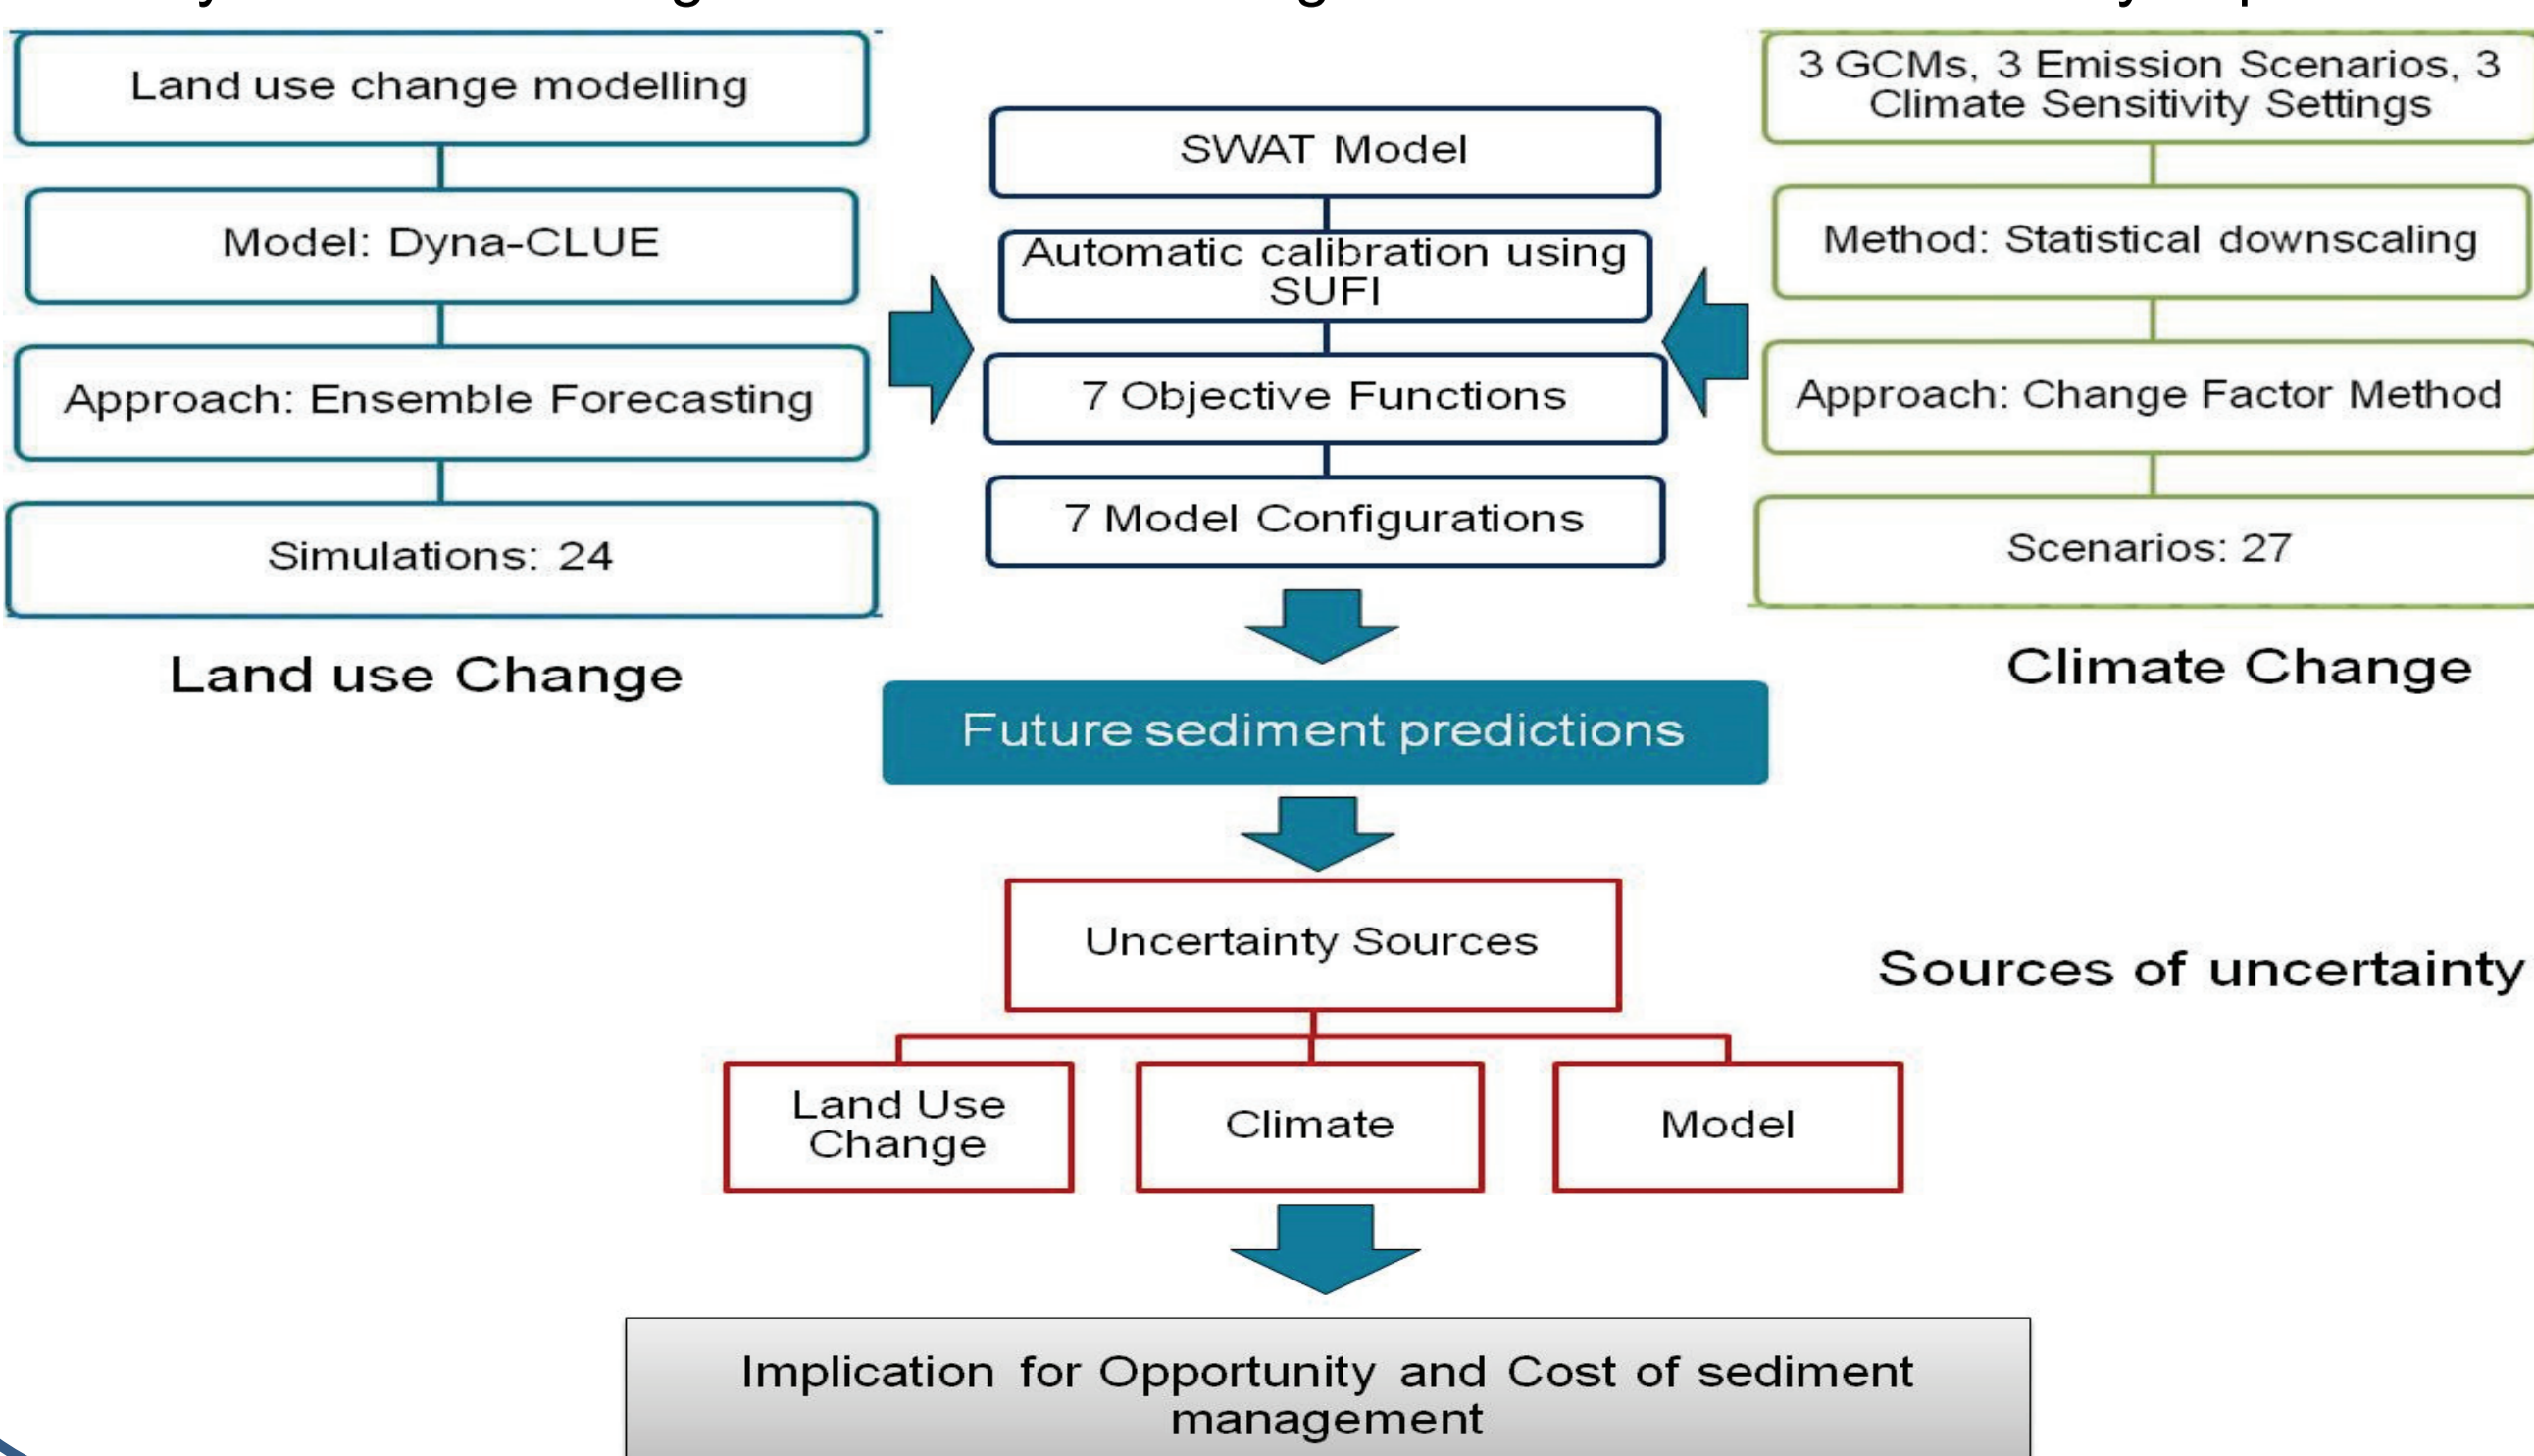 Land use change modelling
Model: Dyna-CLUE
Approach: Ensemble Forecasting
Simulations: 24
Land use Change
SWAT Model
Automatic calibration using
SUFI
7 Objective Functions
7 Model Configurations
3 GCMs, 3 Emission Scenarios, 3
Climate Sensitivity Settings
Method: Statistical downscaling
Approach: Change Factor Method
Scenarios: 27
Climate Change
Future sediment predictions
Uncertainty Sources
Sources of uncertainty
Land Use
Change
Climate
Model
Implication for Opportunity and Cost of sediment
management